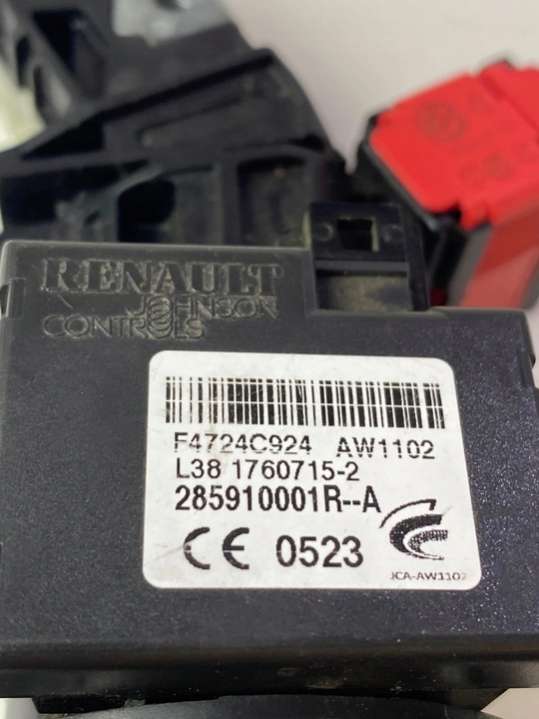 RENAULT
JOHNSON
CONTROLS
F4724C924 AW1102
L38 1760715-2
285910001R--A
CE 0523
JCA-AW1102